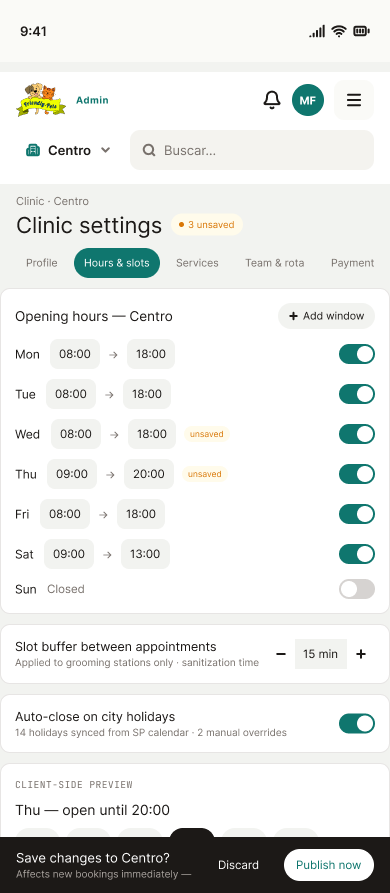 9:41
Friendly-Pets
Admin
MF
Centro
Buscar...
Clinic · Centro
Clinic settings
3 unsaved
Profile
Hours & slots
Services
Team & rota
Payment
Opening hours — Centro
+ Add window
Mon 08:00 → 18:00
Tue 08:00 → 18:00
Wed 08:00 → 18:00 unsaved
Thu 09:00 → 20:00 unsaved
Fri 08:00 → 18:00
Sat 09:00 → 13:00
Sun Closed
Slot buffer between appointments
Applied to grooming stations only · sanitization time
− 15 min +
Auto-close on city holidays
14 holidays synced from SP calendar · 2 manual overrides
CLIENT-SIDE PREVIEW
Thu — open until 20:00
Save changes to Centro?
Affects new bookings immediately —
Discard
Publish now